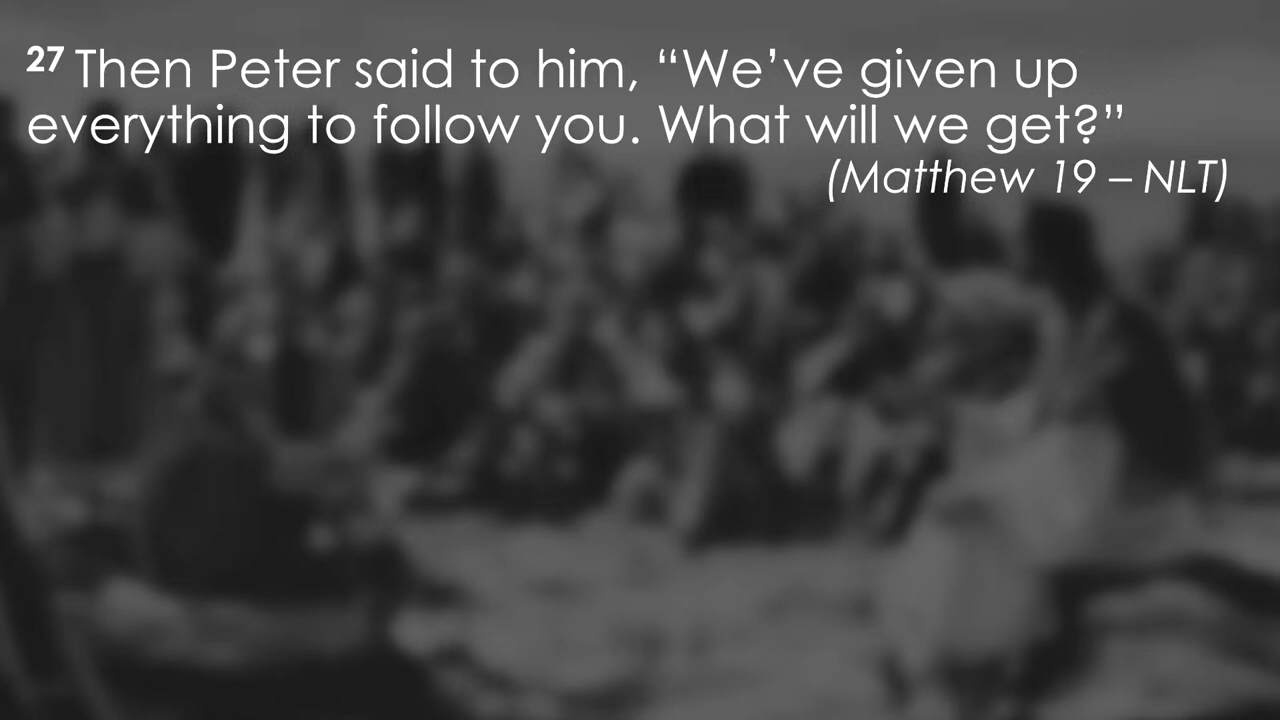 27 Then Peter said to him, “We’ve given up
everything to follow you. What will we get?”
(Matthew 19 – NLT)